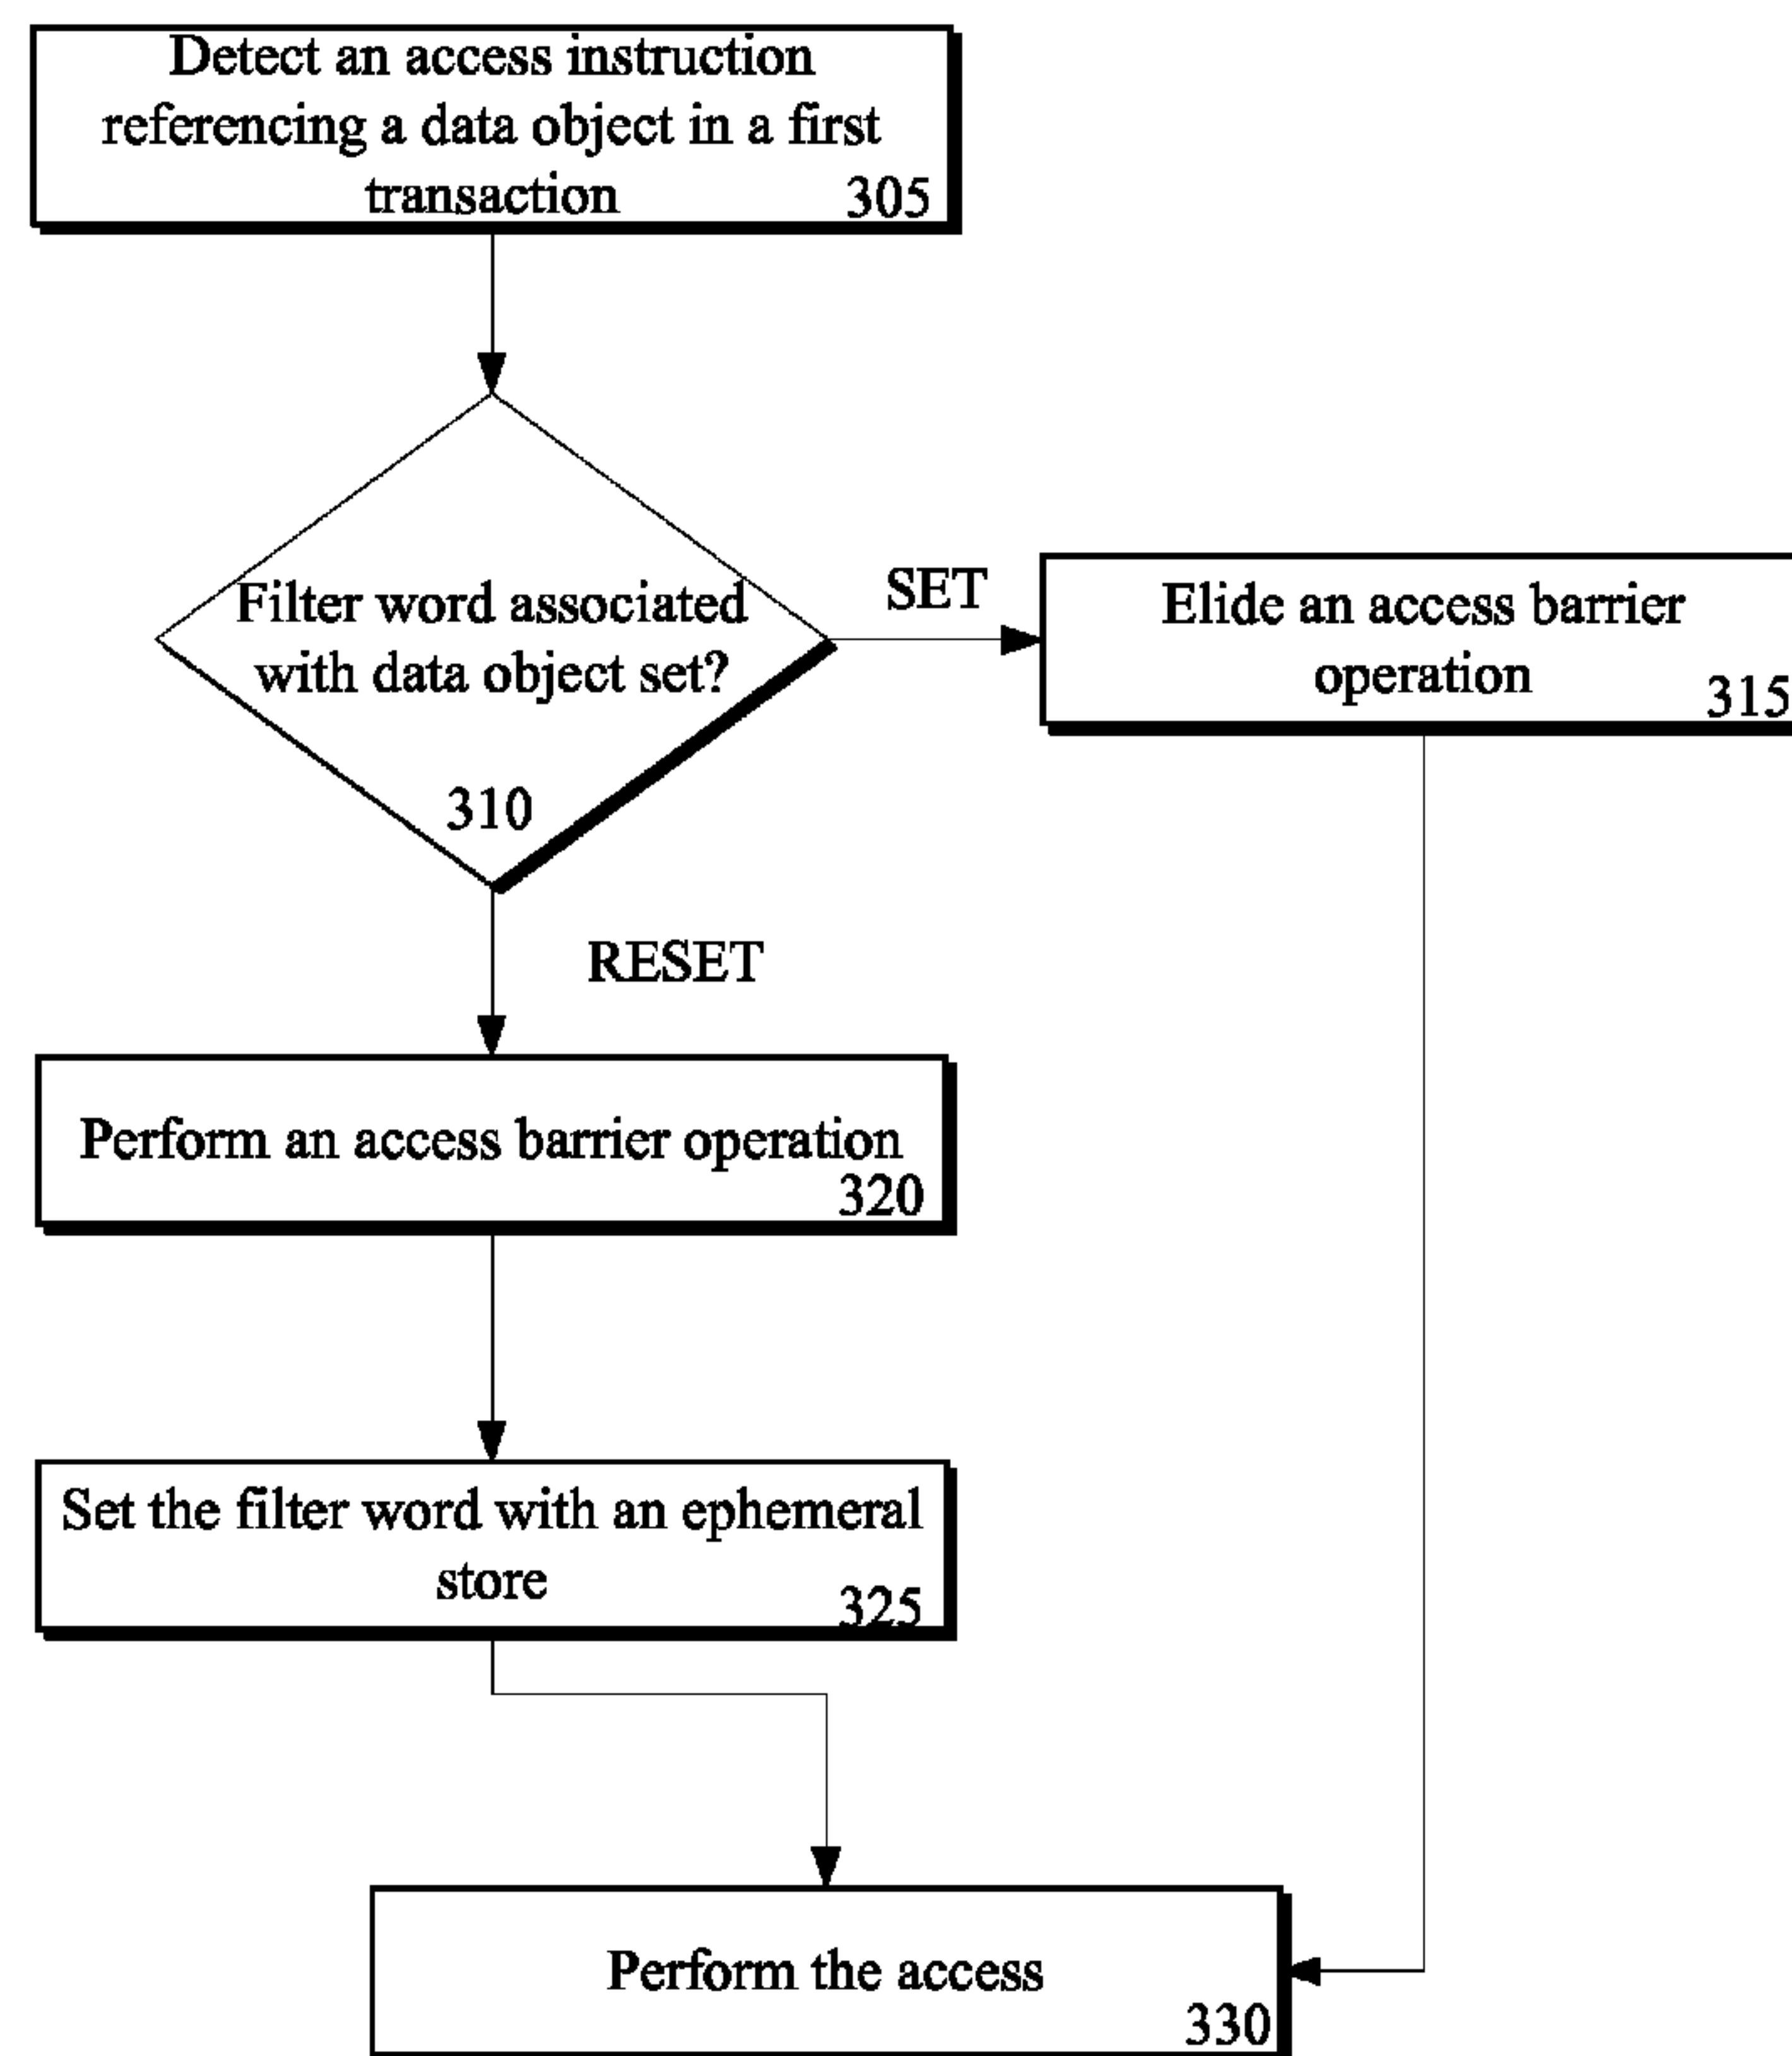 Detect an access instruction
referencing a data object in a first
transaction
305
Filter word associated
with data object set?
310
SET
Elide an access barrier
operation
315
RESET
Perform an access barrier operation
320
Set the filter word with an ephemeral
store
325
Perform the access
330